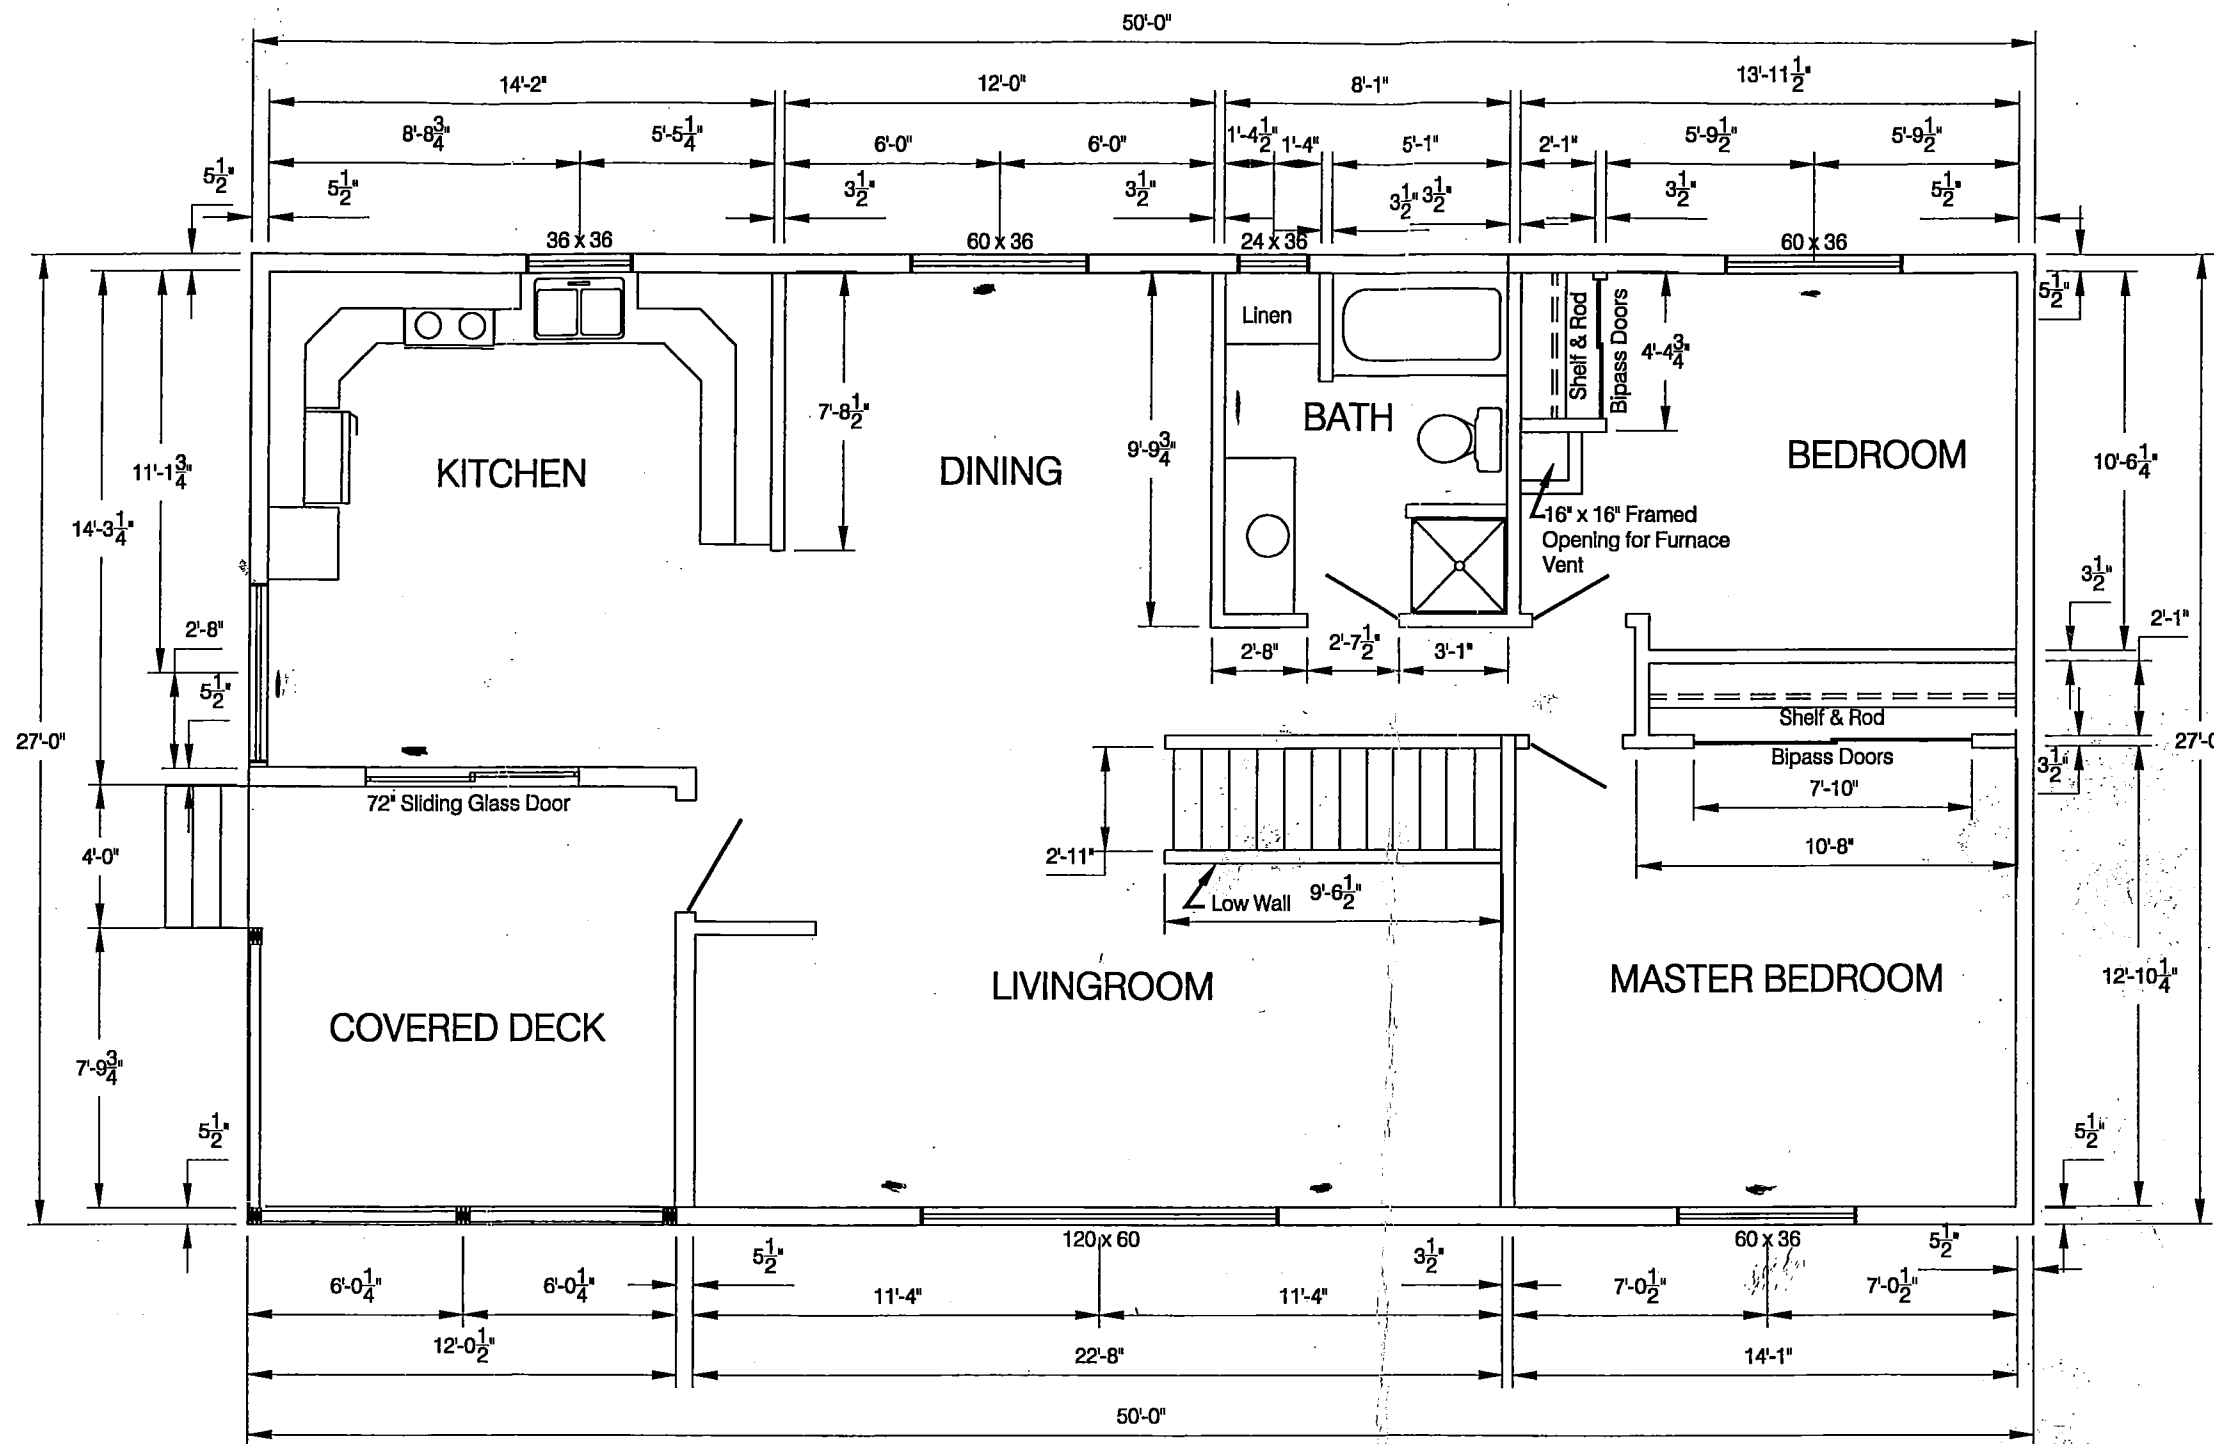 50'-0"
14'-2" 12'-0" 8'-1" 13'-11 1/2"
8'-8 3/4" 5'-5 1/4" 6'-0" 6'-0" 1'-4 1/2" 1'-4" 5'-1" 2'-1" 5'-9 1/2" 5'-9 1/2"
5 1/2" 5 1/2" 3 1/2" 3 1/2" 3 1/2" 3 1/2" 3 1/2" 5 1/2"
36 x 36 60 x 36 24 x 36 60 x 36
5 1/2"
Linen
Shelf & Rod
Bipass Doors
4'-4 3/4"
7'-8 1/2"
BATH
9'-9 3/4"
KITCHEN
DINING
BEDROOM
11'-1 3/4"
10'-6 1/4"
14'-3 1/4"
16" x 16" Framed
Opening for Furnace
Vent
3 1/2"
2'-8"
2'-1"
2'-8" 2'-7 1/2" 3'-1"
5 1/2"
Shelf & Rod
27'-0"
27'-0
Bipass Doors
3 1/2"
7'-10"
72" Sliding Glass Door
4'-0"
2'-11"
10'-8"
Low Wall
9'-6 1/2"
LIVINGROOM
MASTER BEDROOM
12'-10 1/4"
COVERED DECK
7'-9 3/4"
5 1/2"
5 1/2"
120 x 60
60 x 36
5 1/2" 3 1/2" 5 1/2"
6'-0 1/4" 6'-0 1/4" 11'-4" 11'-4" 7'-0 1/2" 7'-0 1/2"
12'-0 1/2" 22'-8" 14'-1"
50'-0"